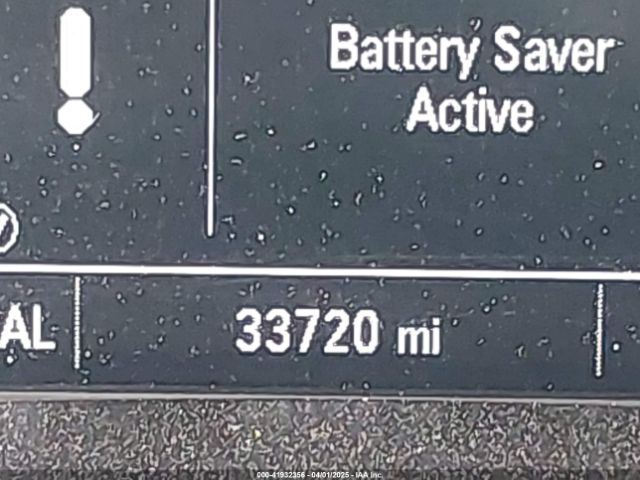 !
Battery Saver
Active
AL
33720 mi
000-41932356 - 04/01/2025 - IAA Inc.